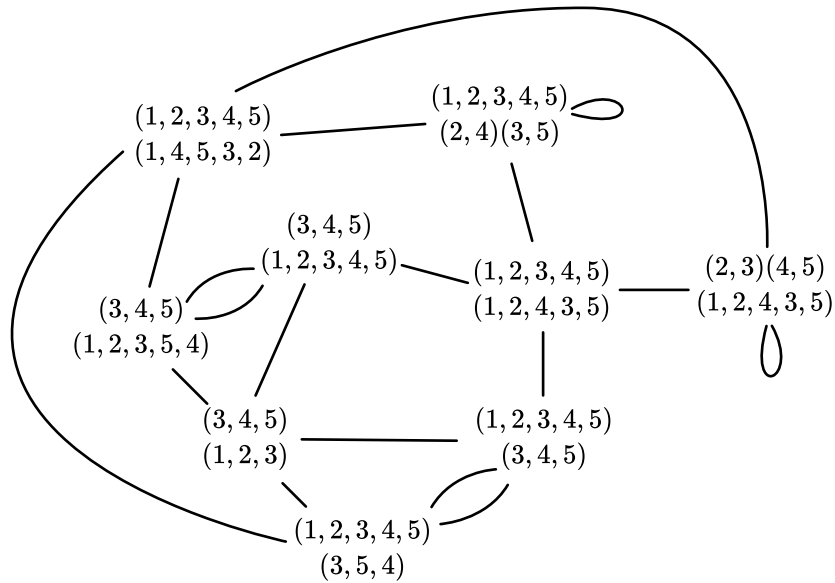 (1, 2, 3, 4, 5)
(1, 4, 5, 3, 2)
(1, 2, 3, 4, 5)
(2, 4)(3, 5)
(3, 4, 5)
(1, 2, 3, 4, 5)
(1, 2, 3, 4, 5)
(1, 2, 4, 3, 5)
(2, 3)(4, 5)
(1, 2, 4, 3, 5)
(3, 4, 5)
(1, 2, 3, 5, 4)
(3, 4, 5)
(1, 2, 3)
(1, 2, 3, 4, 5)
(3, 4, 5)
(1, 2, 3, 4, 5)
(3, 5, 4)